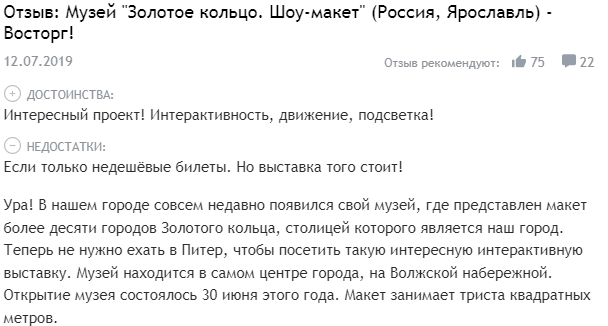 Отзыв: Музей "Золотое кольцо. Шоу-макет" (Россия, Ярославль) -
Восторг!
12.07.2019
Отзыв рекомендуют: 75 22
ДОСТОИНСТВА:
Интересный проект! Интерактивность, движение, подсветка!
НЕДОСТАТКИ:
Если только недешёвые билеты. Но выставка того стоит!
Ура! В нашем городе совсем недавно появился свой музей, где представлен макет
более десяти городов Золотого кольца, столицей которого является наш город.
Теперь не нужно ехать в Питер, чтобы посетить такую интересную интерактивную
выставку. Музей находится в самом центре города, на Волжской набережной.
Открытие музея состоялось 30 июня этого года. Макет занимает триста квадратных
метров.